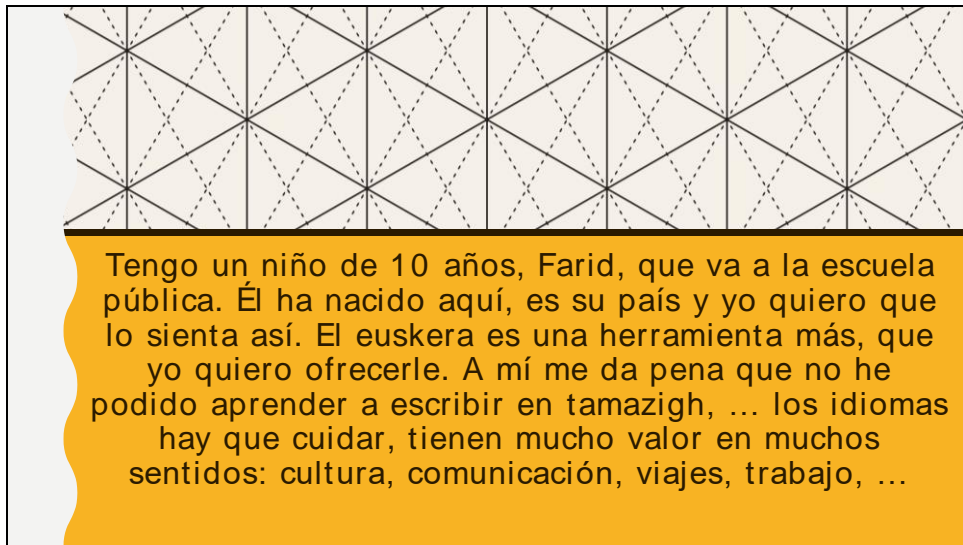 Tengo un niño de 10 años, Farid, que va a la escuela
pública. Él ha nacido aquí, es su país y yo quiero que
lo sienta así. El euskera es una herramienta más, que
yo quiero ofrecerle. A mí me da pena que no he
podido aprender a escribir en tamazigh, ... los idiomas
hay que cuidar, tienen mucho valor en muchos
sentidos: cultura, comunicación, viajes, trabajo, ...